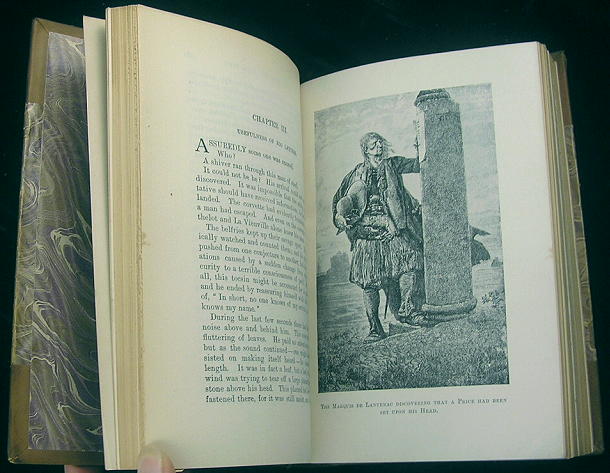 CHAPTER III.
USEFULNESS OF BIG LETTERS
ASSUREDLY some one was
Who?
A shiver ran through this man of steel.
It could not be he? His arrival
discovered. It was impossible that
tative should have received information
landed. The corvette had evidently
a man had escaped. And even on the
thelot and La Vieuville alone knew
The belfries kept up their savage
ically watched and counted them,
pushed from one conjecture to another
ations caused by a sudden change
curity to a terrible consciousness
all, this tocsin might be accounted
and he ended by reassuring himself
of, "In short, no one knows of my
knows my name."
During the last few seconds there
noise above and behind him. This
fluttering of leaves. He paid no
but as the sound continued—one
sisted on making itself heard—he
length. It was in fact a leaf, but a
wind was trying to tear off a large
stone above his head. This placard
fastened there, for it was still moist
THE MARQUIS DE LANTENAC DISCOVERING THAT A PRICE HAD BEEN
SET UPON HIS HEAD.